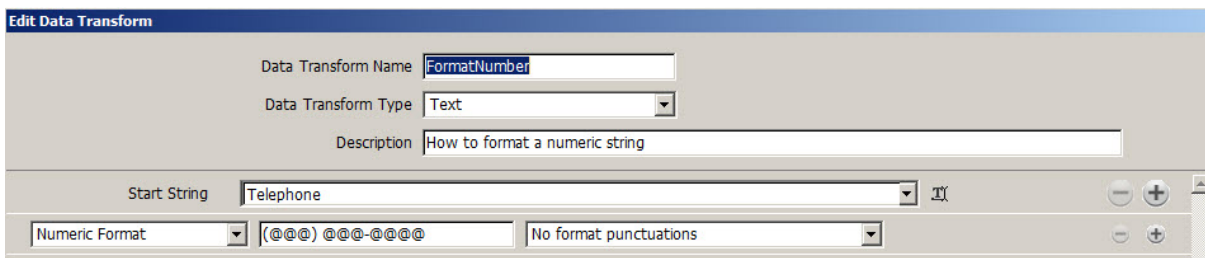 Edit Data Transform
Data Transform Name FormatNumber
Data Transform Type Text
Description How to format a numeric string
Start String Telephone
Numeric Format (@@@) @@@-@@@@ No format punctuations